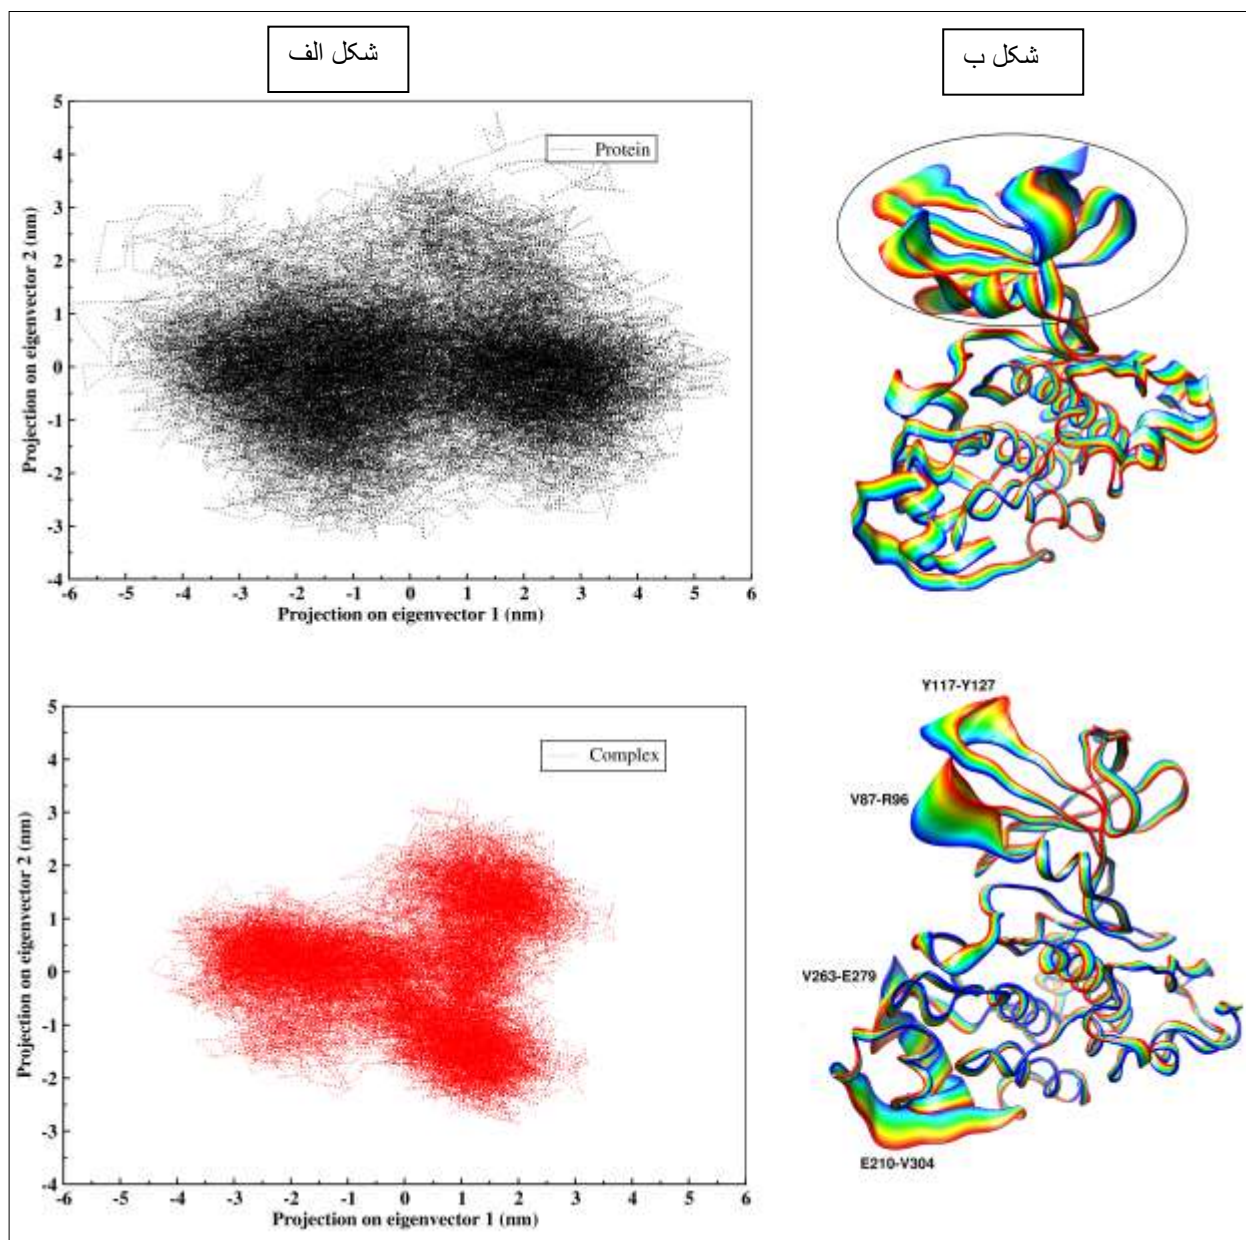 شکل الف
شکل ب
5
4
3
2
1
0
-1
-2
-3
-4
Projection on eigenvector 2 (nm)
Protein
-6 -5 -4 -3 -2 -1 0 1 2 3 4 5 6
Projection on eigenvector 1 (nm)
5
4
3
2
1
0
-1
-2
-3
-4
Projection on eigenvector 2 (nm)
Complex
-6 -5 -4 -3 -2 -1 0 1 2 3 4 5 6
Projection on eigenvector 1 (nm)
Y117-Y127
V87-R96
V263-E279
E210-V304